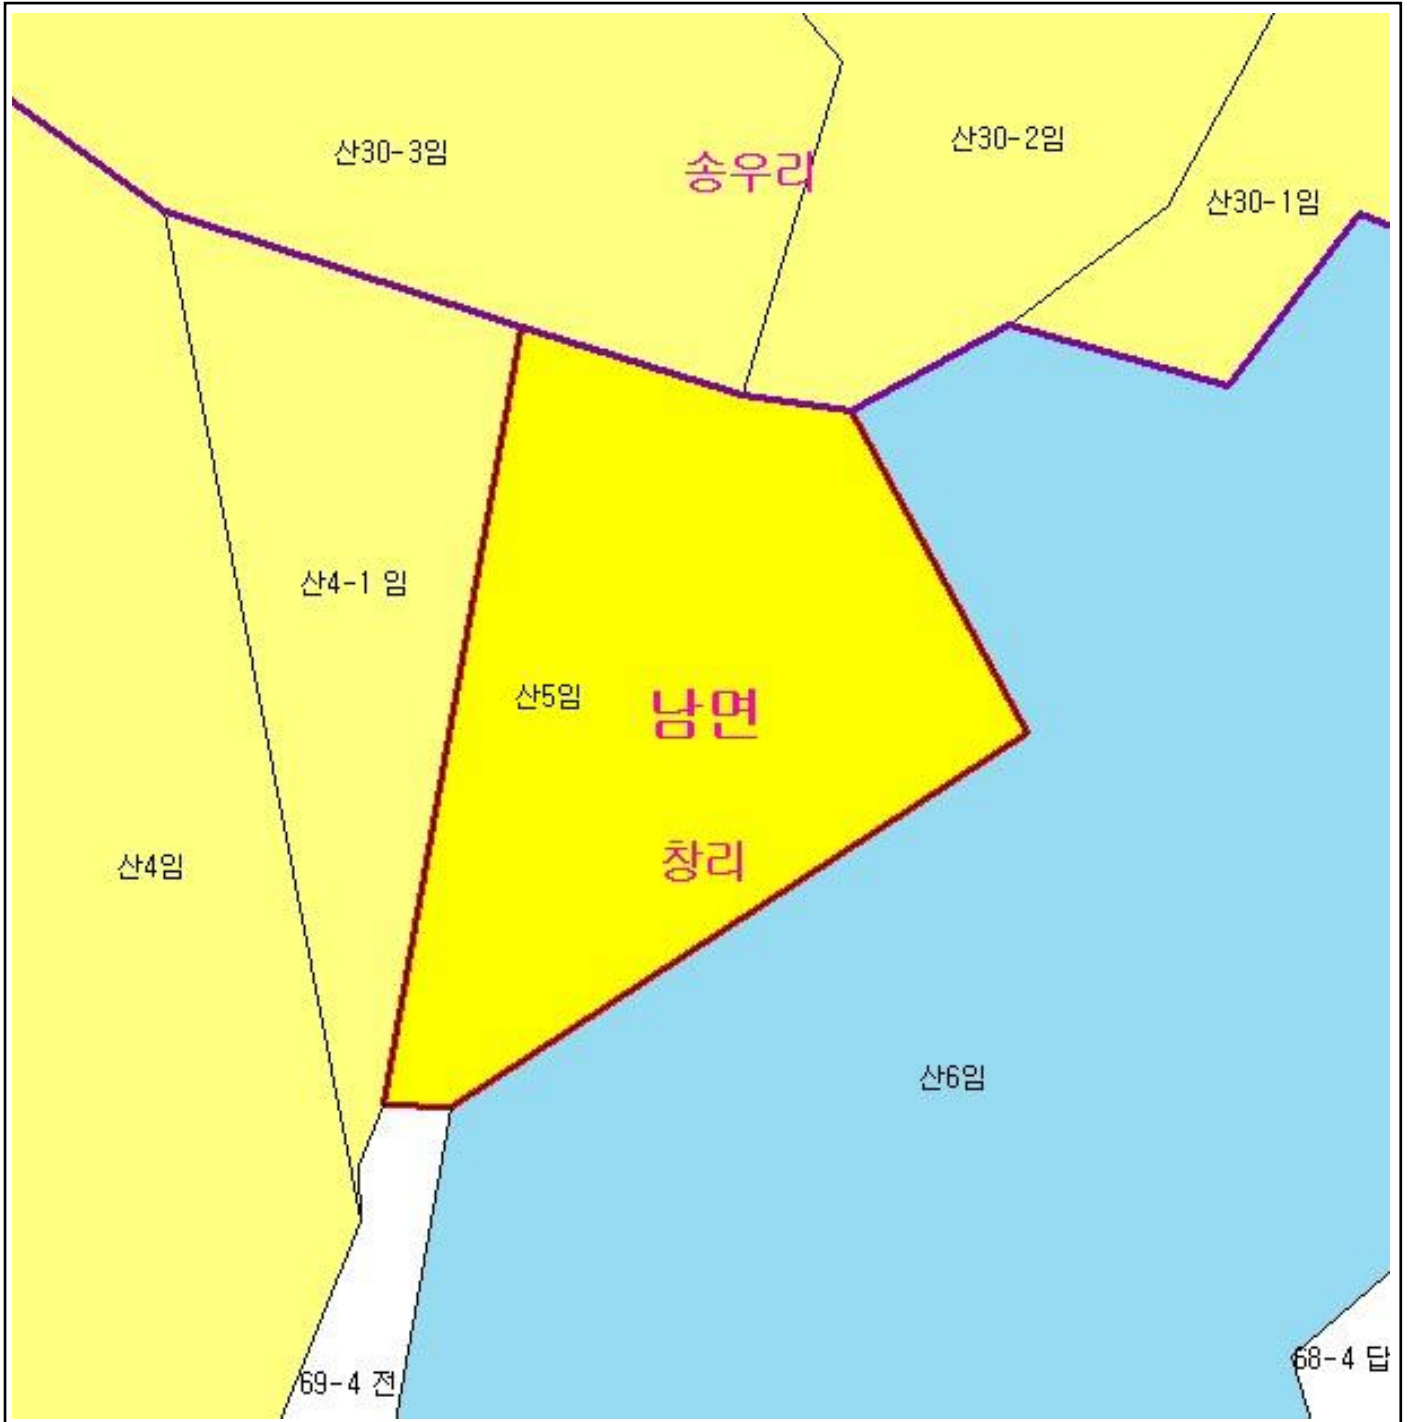 산30-3임
송우리
산30-2임
산30-1임
산4-1 임
산5임
남면
창리
산4임
산6임
69-4 전
68-4 답